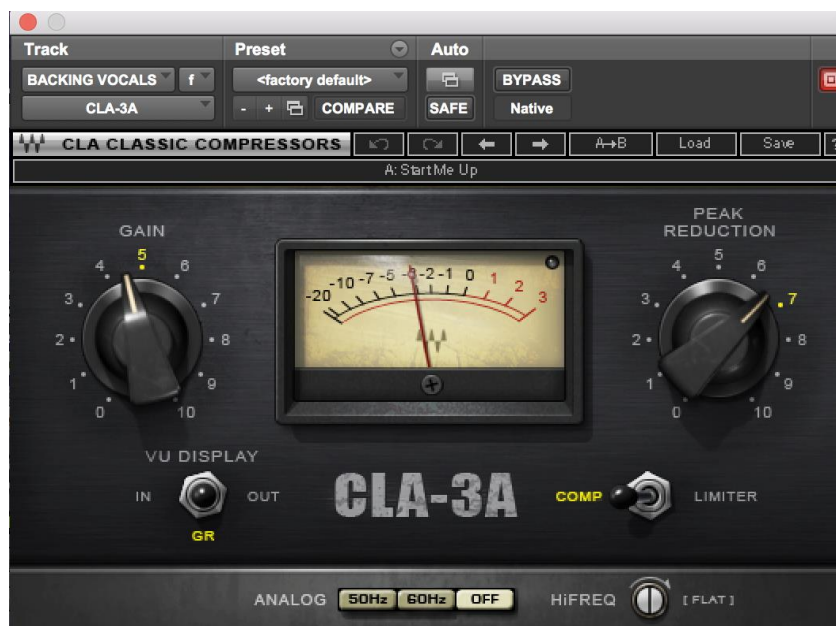 Track Preset Auto
BACKING VOCALS f <factory default> BYPASS
CLA-3A - + COMPARE SAFE Native
CLA CLASSIC COMPRESSORS A→B Load Save ?
A: Start Me Up
GAIN
0 1 2 3 4 5 6 7 8 9 10
-20 -10 -7 -5 -3 -2 -1 0 1 2 3
PEAK
REDUCTION
0 1 2 3 4 5 6 7 8 9 10
VU DISPLAY
IN OUT
GR
CLA-3A
COMP LIMITER
ANALOG 50Hz 60Hz OFF HiFREQ [FLAT]